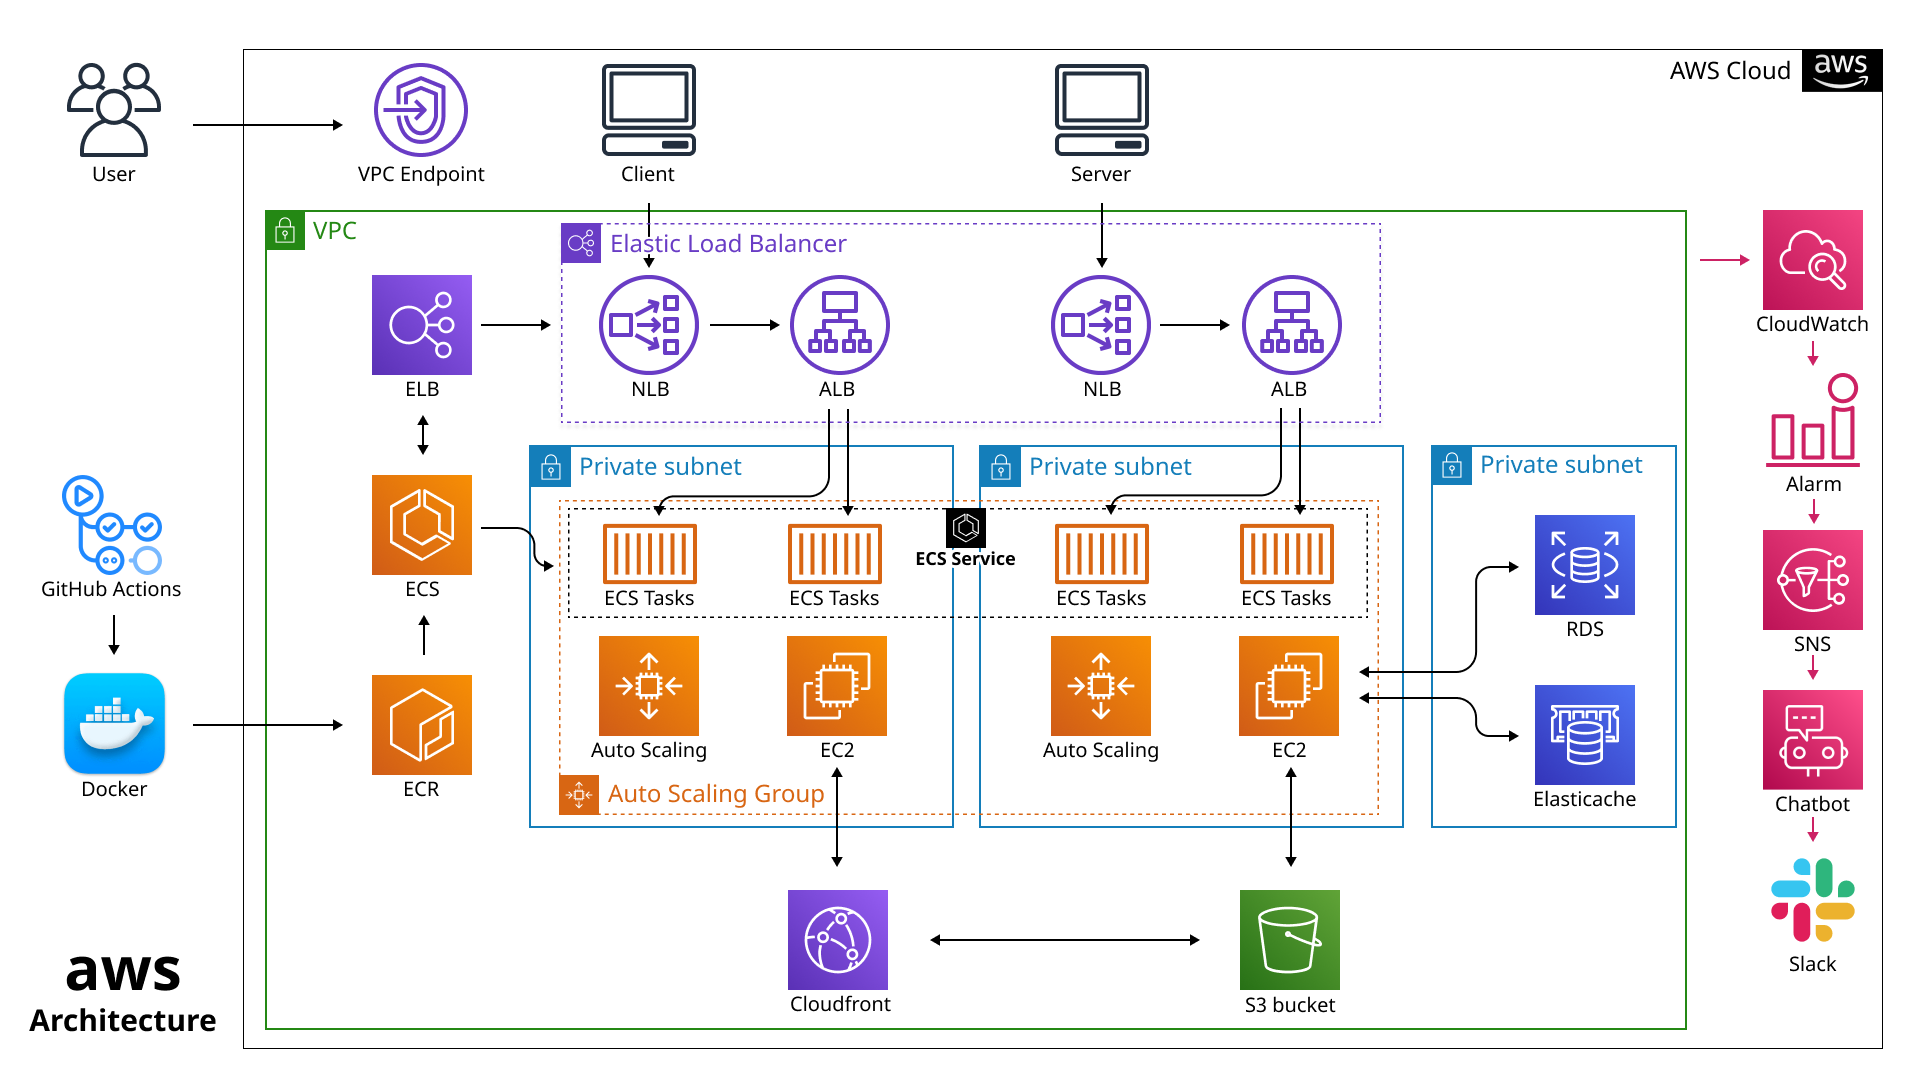 AWS Cloud
aws
User
VPC Endpoint
Client
Server
VPC
Elastic Load Balancer
ELB
NLB
ALB
NLB
ALB
CloudWatch
Private subnet
Private subnet
Private subnet
Alarm
GitHub Actions
ECS
ECS Service
ECS Tasks
ECS Tasks
ECS Tasks
ECS Tasks
RDS
SNS
Docker
ECR
Auto Scaling
EC2
Auto Scaling
EC2
Elasticache
Chatbot
Auto Scaling Group
Cloudfront
S3 bucket
Slack
aws
Architecture